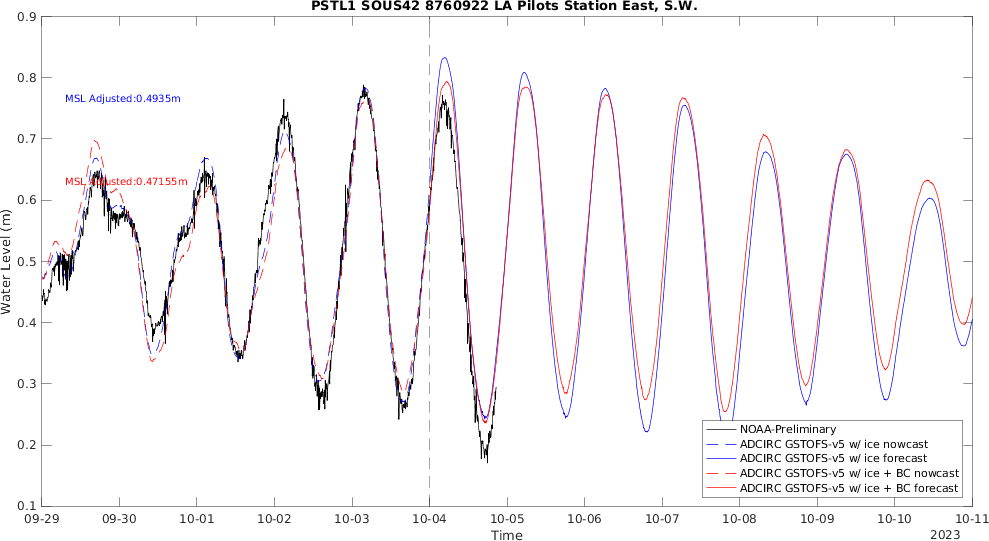 PSTL1 SOUS42 8760922 LA Pilots Station East, S.W.
0.9
0.8
0.7
0.6
0.5
0.4
0.3
0.2
0.1
Water Level (m)
MSL Adjusted:0.4935m
MSL Adjusted:0.47155m
NOAA-Preliminary
ADCIRC GSTOFS-v5 w/ ice nowcast
ADCIRC GSTOFS-v5 w/ ice forecast
ADCIRC GSTOFS-v5 w/ ice + BC nowcast
ADCIRC GSTOFS-v5 w/ ice + BC forecast
09-29 09-30 10-01 10-02 10-03 10-04 10-05 10-06 10-07 10-08 10-09 10-10 10-11
Time
2023